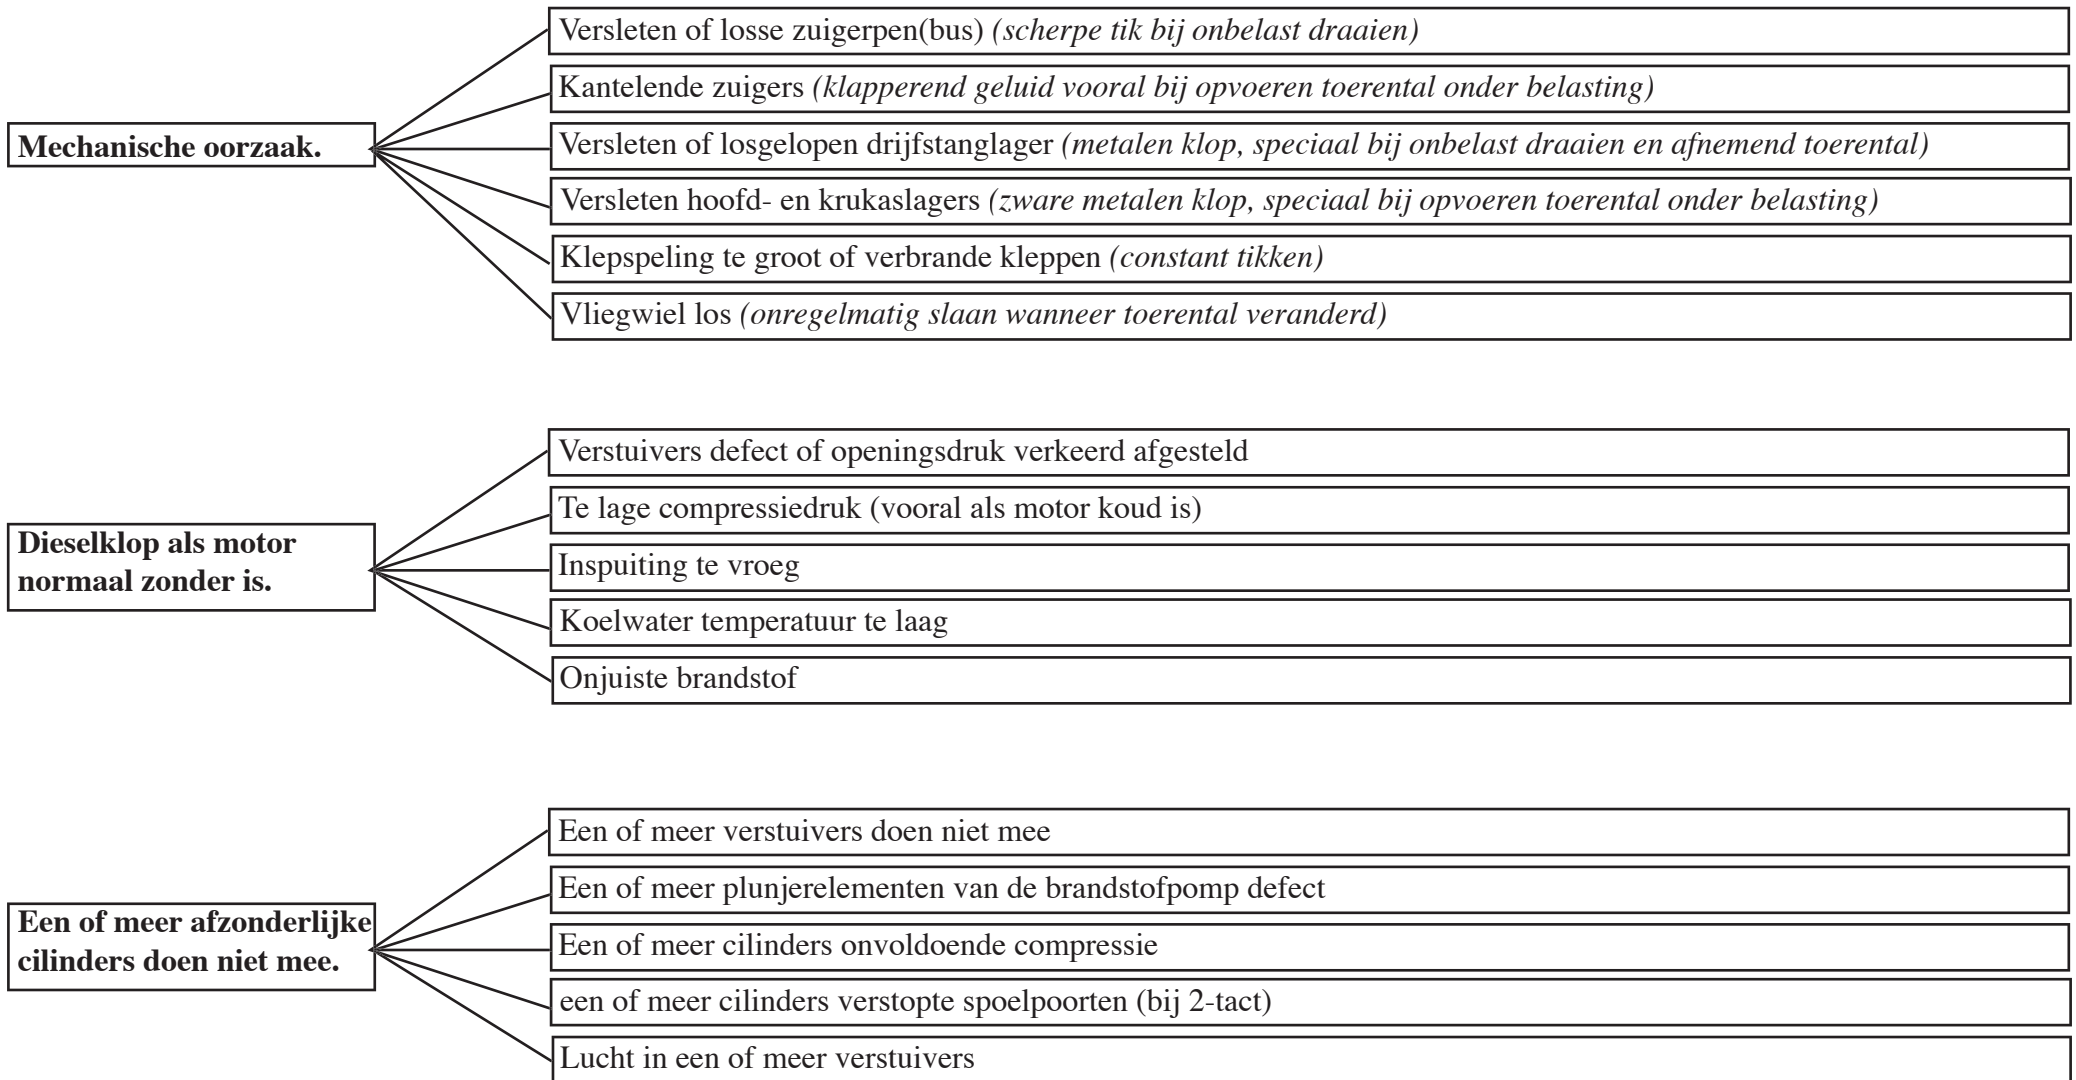 Mechanische oorzaak.
Versleten of losse zuigerpen(bus) (scherpe tik bij onbelast draaien)
Kantelende zuigers (klapperend geluid vooral bij opvoeren toerental onder belasting)
Versleten of losgelopen drijfstanglager (metalen klop, speciaal bij onbelast draaien en afnemend toerental)
Versleten hoofd- en krukaslagers (zware metalen klop, speciaal bij opvoeren toerental onder belasting)
Klepspeling te groot of verbrande kleppen (constant tikken)
Vliegwiel los (onregelmatig slaan wanneer toerental veranderd)
Dieselklop als motor
normaal zonder is.
Verstuivers defect of openingsdruk verkeerd afgesteld
Te lage compressiedruk (vooral als motor koud is)
Inspuiting te vroeg
Koelwater temperatuur te laag
Onjuiste brandstof
Een of meer afzonderlijke
cilinders doen niet mee.
Een of meer verstuivers doen niet mee
Een of meer plunjerelementen van de brandstofpomp defect
Een of meer cilinders onvoldoende compressie
een of meer cilinders verstopte spoelpoorten (bij 2-tact)
Lucht in een of meer verstuivers